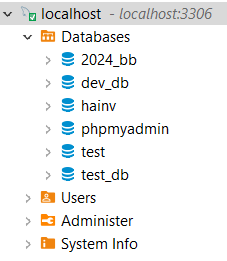 localhost - localhost:3306
Databases
2024_bb
dev_db
hainv
phpmyadmin
test
test_db
Users
Administer
System Info